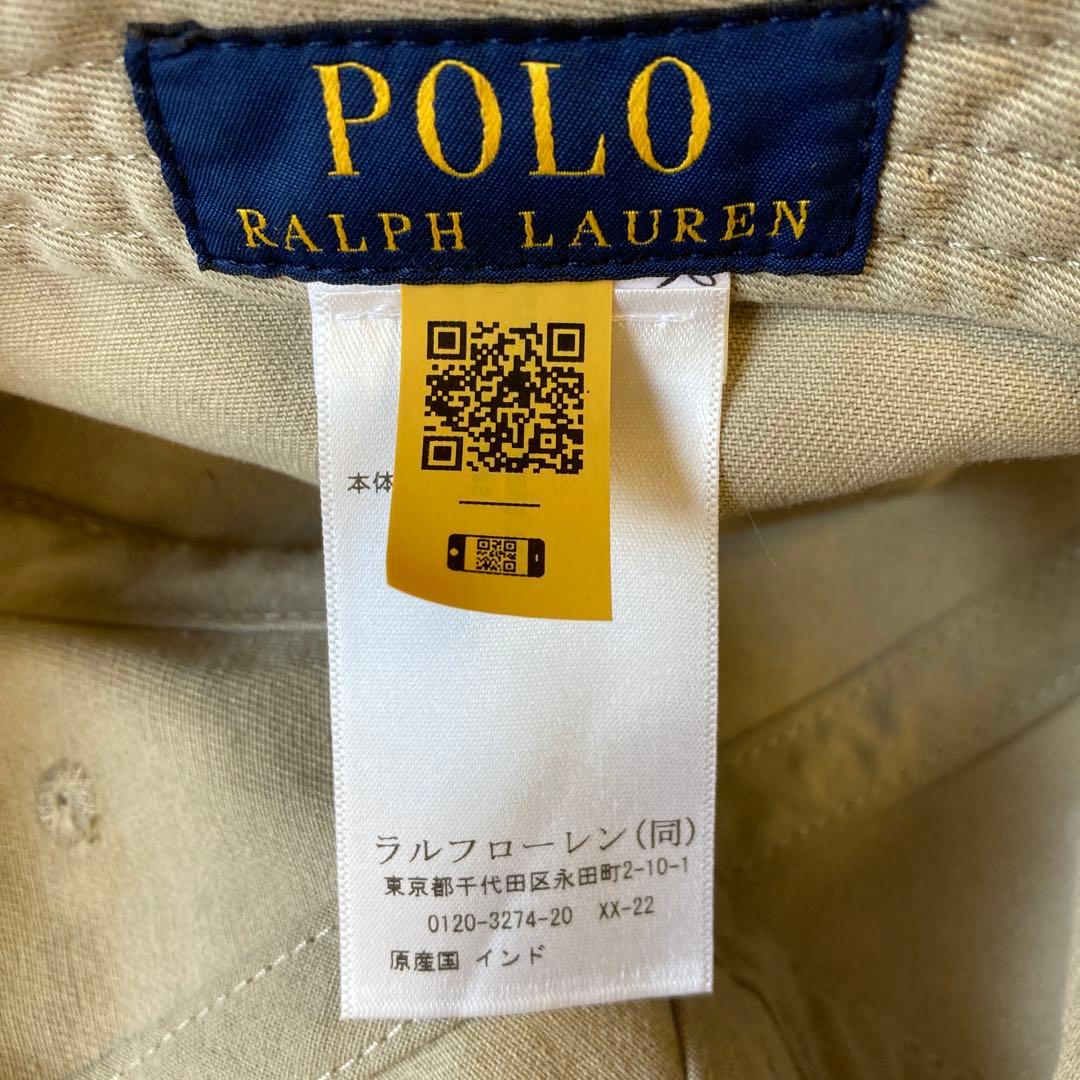 POLO
RALPH LAUREN
本体
ラルフローレン(同)
東京都千代田区永田町2-10-1
0120-3274-20 XX-22
原産国 インド